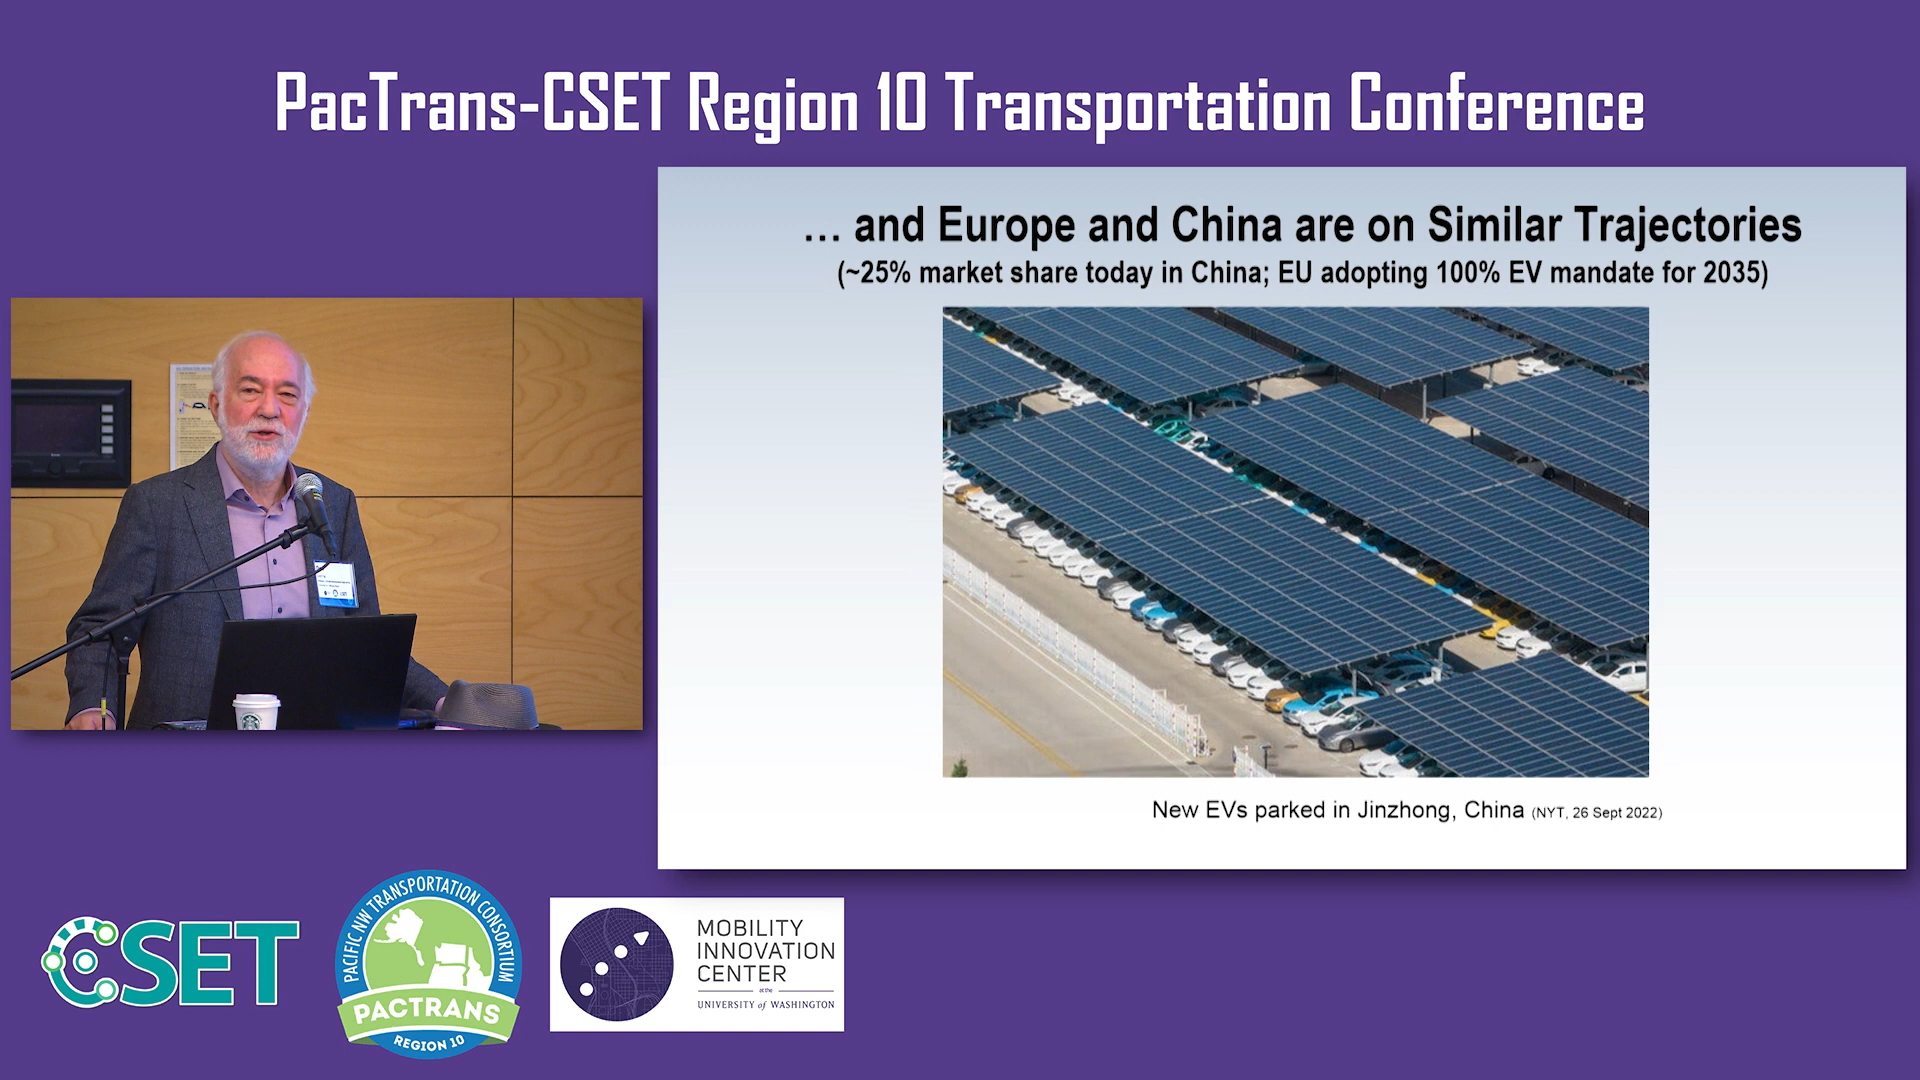 PacTrans-CSET Region 10 Transportation Conference
... and Europe and China are on Similar Trajectories
(~25% market share today in China; EU adopting 100% EV mandate for 2035)
New EVs parked in Jinzhong, China (NYT, 26 Sept 2022)
CSET
PACIFIC NW TRANSPORTATION CONSORTIUM
PACTRANS
REGION 10
MOBILITY
INNOVATION
CENTER
at the
UNIVERSITY of WASHINGTON